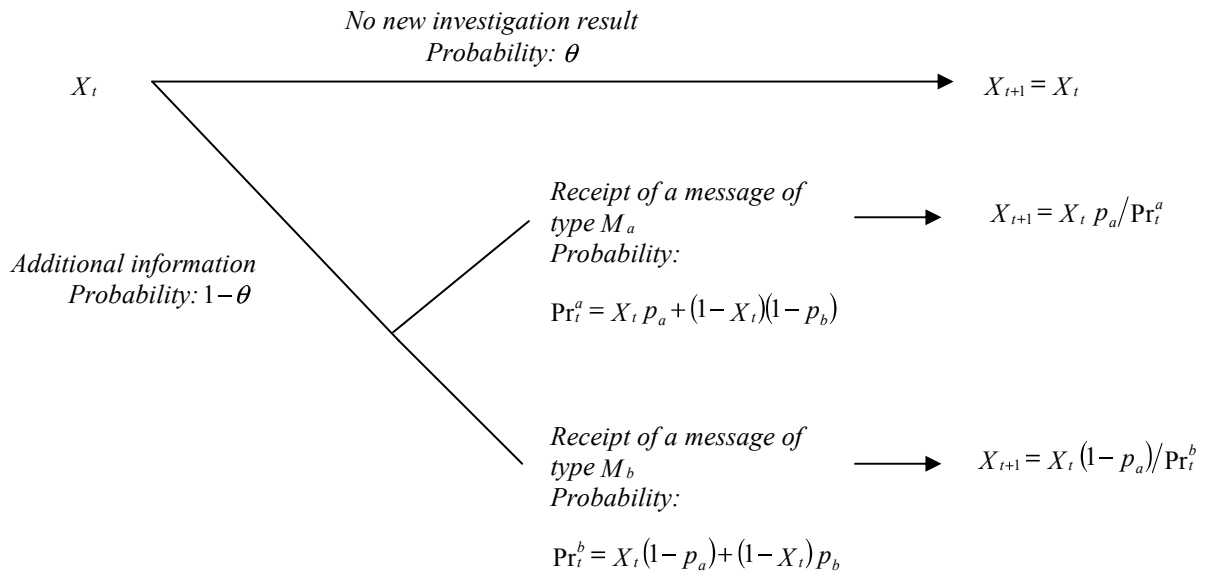 No new investigation result
Probability: θ
X_t
X_{t+1} = X_t
Receipt of a message of
type M_a
Probability:
Pr_t^a = X_t p_a + (1 − X_t)(1 − p_b)
X_{t+1} = X_t p_a / Pr_t^a
Additional information
Probability: 1 − θ
Receipt of a message of
type M_b
Probability:
Pr_t^b = X_t (1 − p_a) + (1 − X_t) p_b
X_{t+1} = X_t (1 − p_a) / Pr_t^b